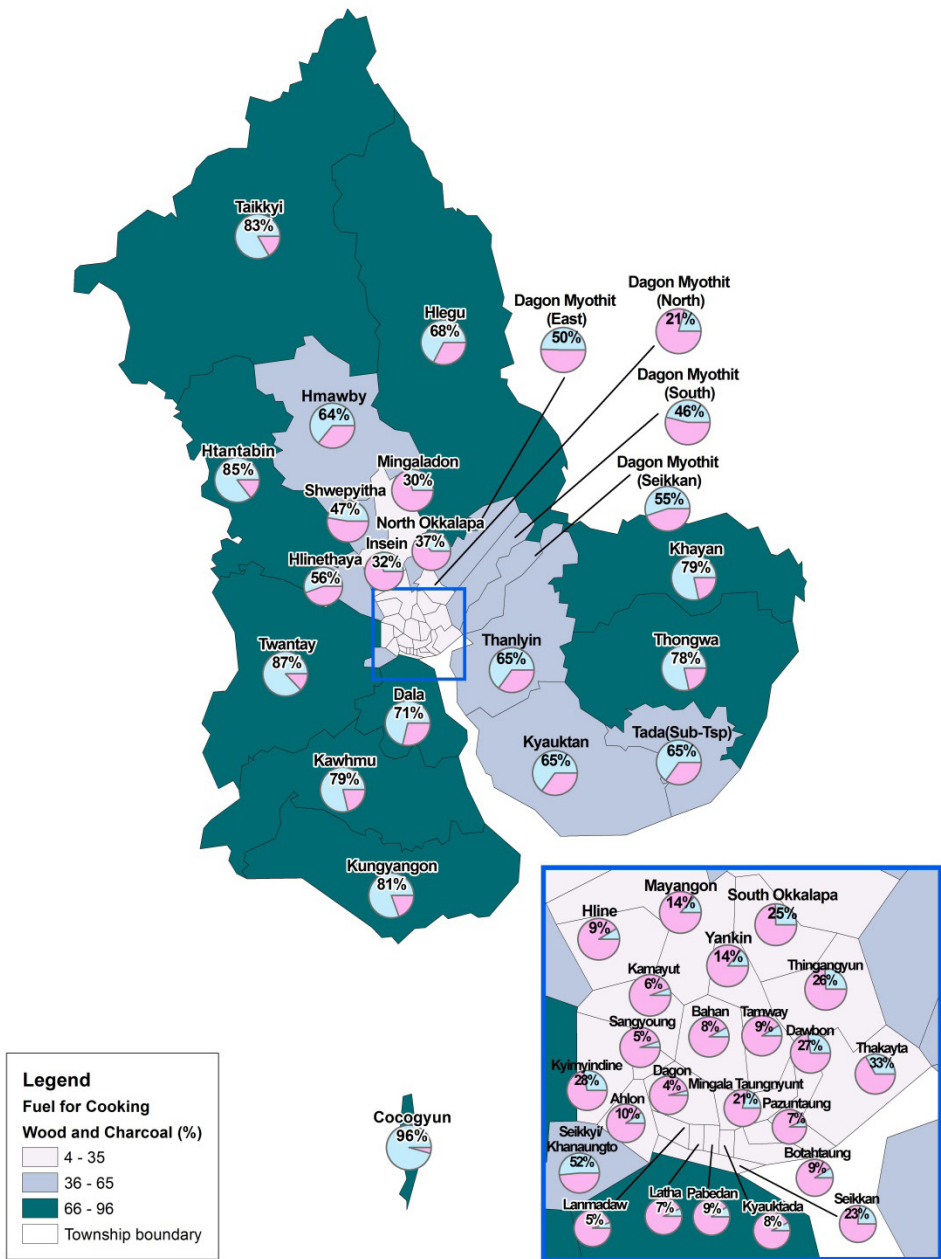 Taikkyi
83%
Hlegu
68%
Dagon Myothit
(East)
50%
Dagon Myothit
(North)
21%
Dagon Myothit
(South)
46%
Dagon Myothit
(Seikkan)
55%
Hmawby
64%
Htantabin
85%
Mingaladon
30%
Shwepyitha
47%
North Okkalapa
37%
Insein
32%
Hlinethaya
56%
Khayan
79%
Twantay
87%
Thanlyin
65%
Thongwa
78%
Dala
71%
Kyauktan
65%
Tada(Sub-Tsp)
65%
Kawhmu
79%
Kungyangon
81%
Cocogyun
96%
Legend
Fuel for Cooking
Wood and Charcoal (%)
4 - 35
36 - 65
66 - 96
Township boundary
Mayangon
14%
South Okkalapa
25%
Hline
9%
Yankin
14%
Thingangyun
26%
Kamayut
6%
Bahan
8%
Tamway
9%
Sangyoung
5%
Dawbon
27%
Thakayta
33%
Kyimyindine
28%
Dagon
4%
Mingala Taungnyunt
21%
Ahlon
10%
Pazuntaung
7%
Seikkyi/
Khanaungto
52%
Botahtaung
9%
Lanmadaw
5%
Latha
7%
Pabedan
9%
Kyauktada
8%
Seikkan
23%